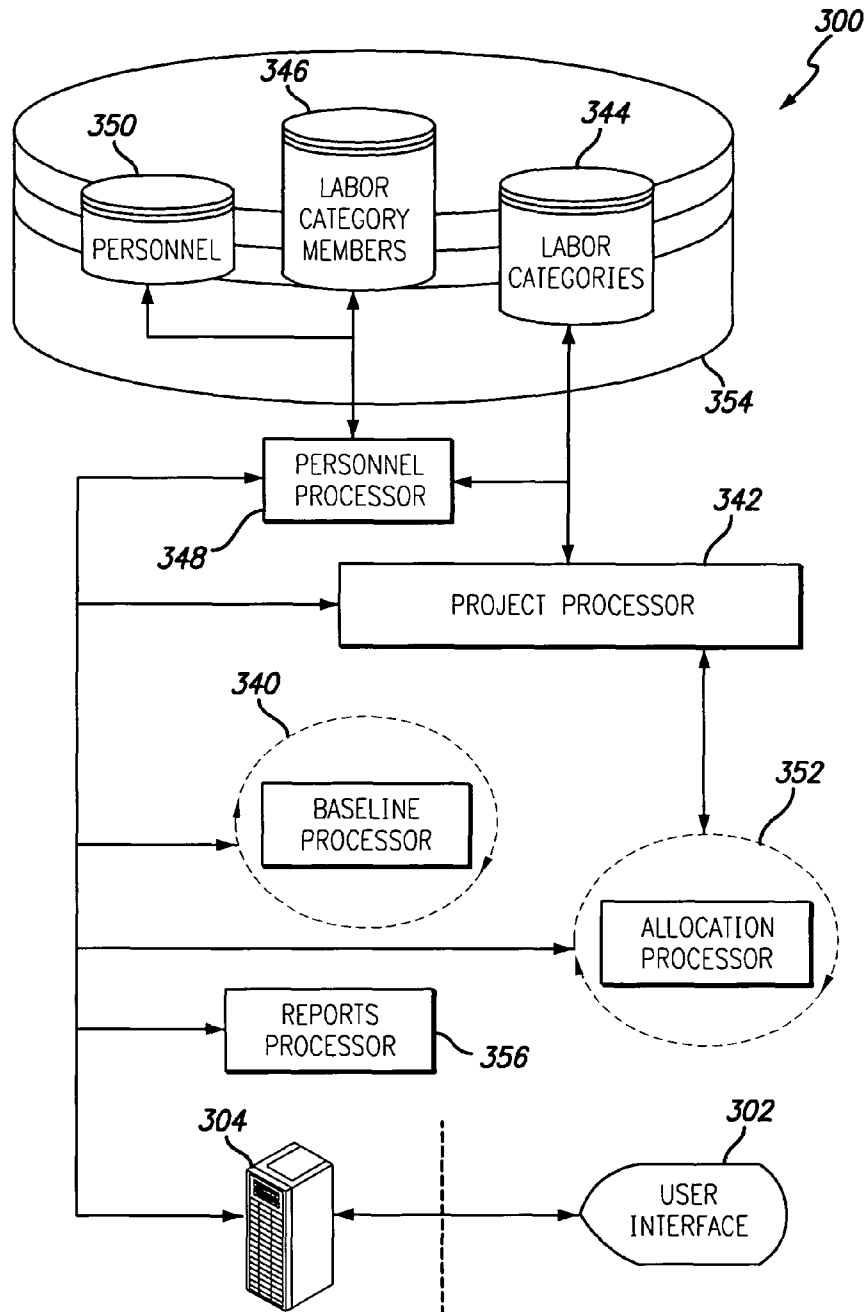 300
346
350
344
LABOR
CATEGORY
MEMBERS
PERSONNEL
LABOR
CATEGORIES
354
PERSONNEL
PROCESSOR
348
342
PROJECT PROCESSOR
340
BASELINE
PROCESSOR
352
ALLOCATION
PROCESSOR
REPORTS
PROCESSOR
356
304
302
USER
INTERFACE